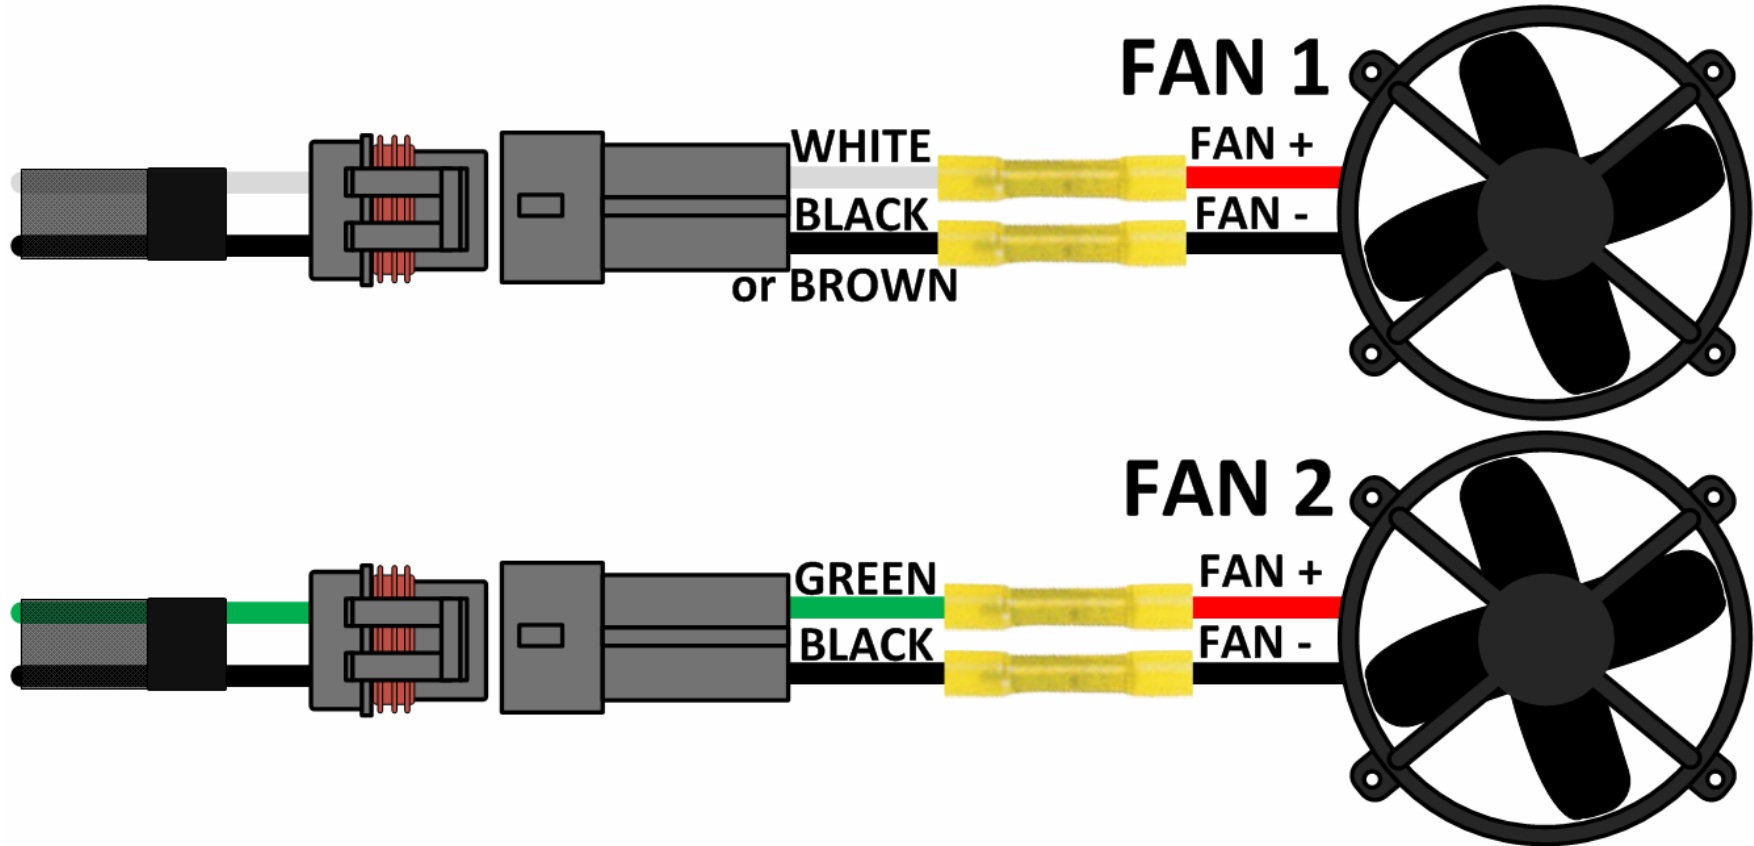 FAN 1
WHITE
FAN +
BLACK
FAN -
or BROWN
FAN 2
GREEN
FAN +
BLACK
FAN -